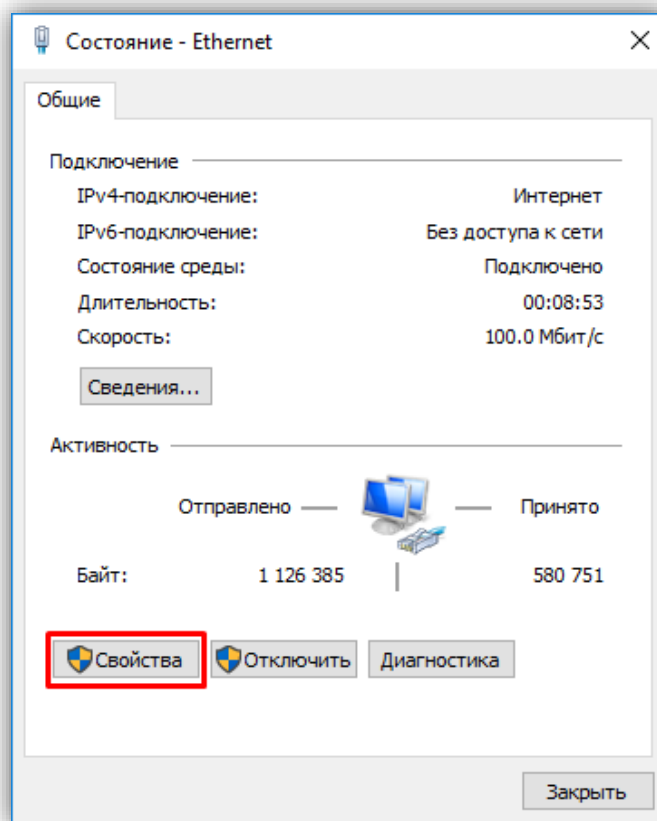 Состояние - Ethernet
Общие
Подключение
IPv4-подключение: Интернет
IPv6-подключение: Без доступа к сети
Состояние среды: Подключено
Длительность: 00:08:53
Скорость: 100.0 Мбит/с
Сведения...
Активность
Отправлено — Принято
Байт: 1 126 385 580 751
Свойства Отключить Диагностика
Закрыть